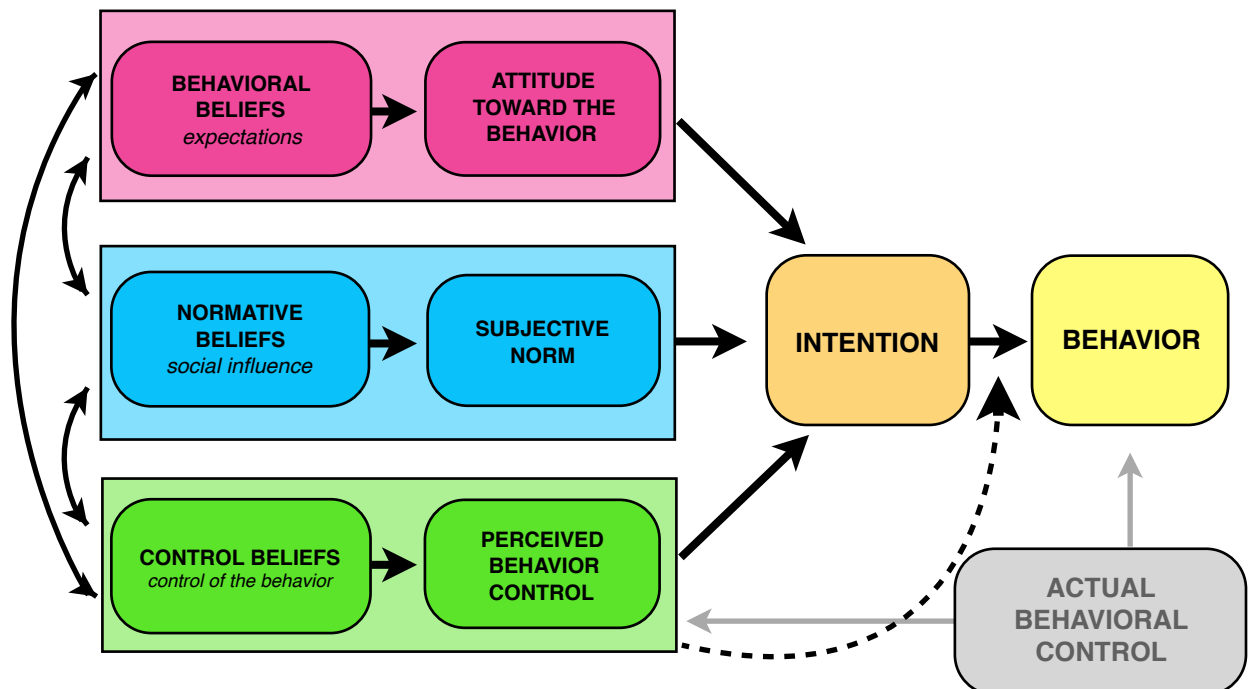 BEHAVIORAL
BELIEFS
expectations
ATTITUDE
TOWARD THE
BEHAVIOR
NORMATIVE
BELIEFS
social influence
SUBJECTIVE
NORM
CONTROL BELIEFS
control of the behavior
PERCEIVED
BEHAVIOR
CONTROL
INTENTION
BEHAVIOR
ACTUAL
BEHAVIORAL
CONTROL